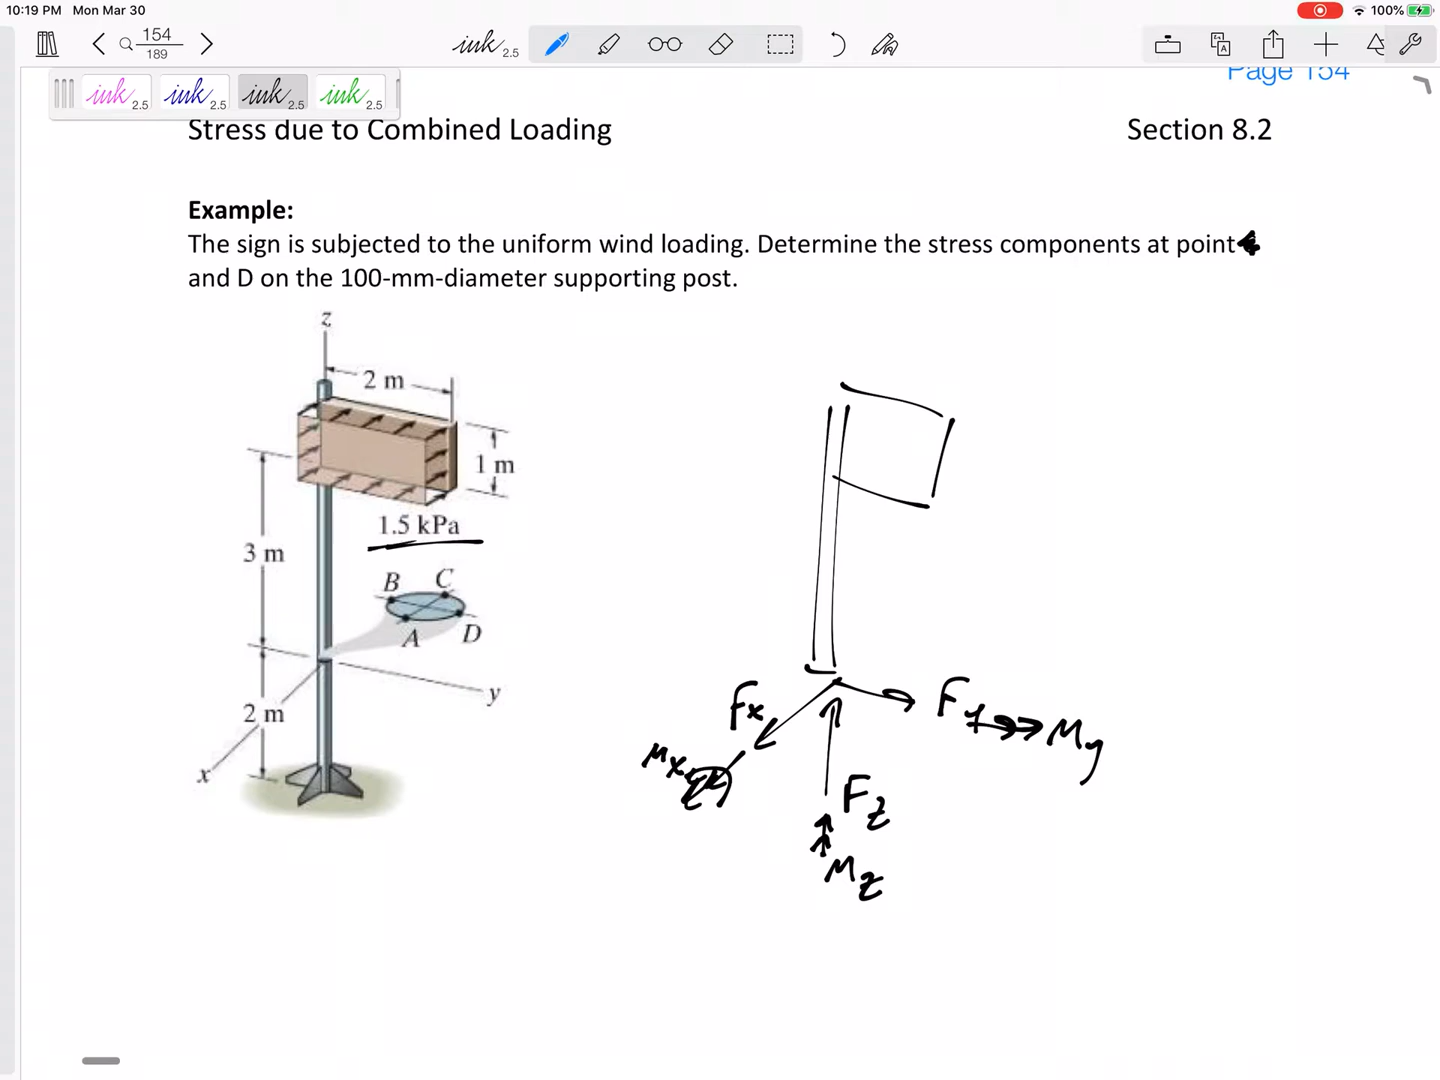 10:19 PM Mon Mar 30
100%
154
189
ink 2.5
ink 2.5
ink 2.5
ink 2.5
ink 2.5
Page 154
Stress due to Combined Loading
Section 8.2
Example:
The sign is subjected to the uniform wind loading. Determine the stress components at point
and D on the 100-mm-diameter supporting post.
z
2 m
1 m
1.5 kPa
3 m
B C
A D
y
2 m
x
Fx
Fy
My
Mx
Fz
Mz